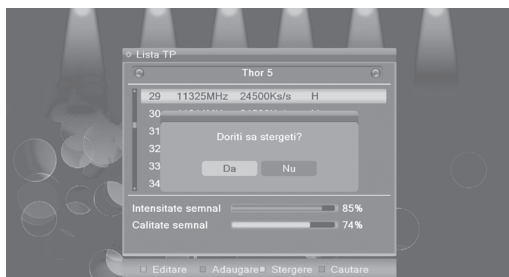 Lista TP
Thor 5
29 11325MHz 24500Ks/s H
30
31
Doriti sa stergeti?
32
33
Da Nu
34
Intensitate semnal 85%
Calitate semnal 74%
Editare Adaugare Stergere Cautare